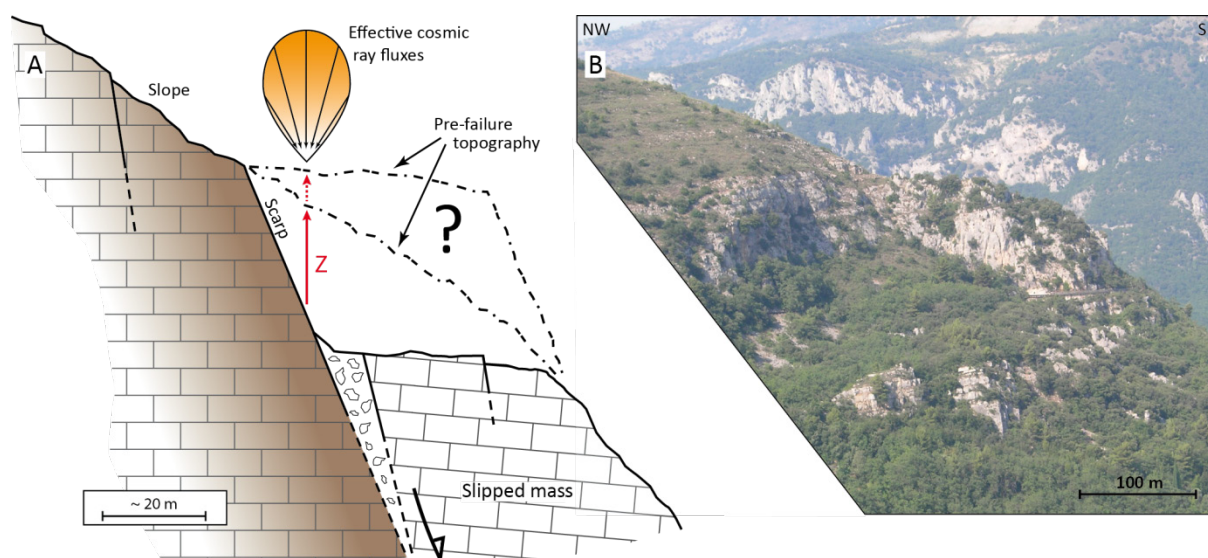 A
Slope
Effective cosmic
ray fluxes
Pre-failure
topography
Scarp
?
Z
Slipped mass
~ 20 m
NW
S
B
100 m